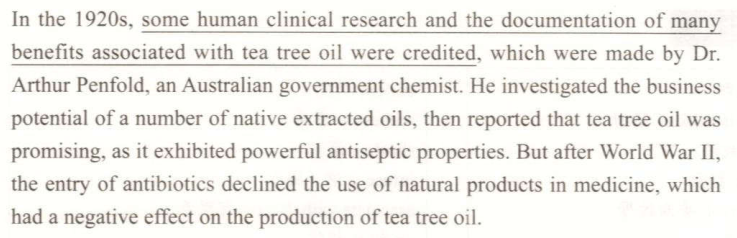 In the 1920s, some human clinical research and the documentation of many
benefits associated with tea tree oil were credited, which were made by Dr.
Arthur Penfold, an Australian government chemist. He investigated the business
potential of a number of native extracted oils, then reported that tea tree oil was
promising, as it exhibited powerful antiseptic properties. But after World War II,
the entry of antibiotics declined the use of natural products in medicine, which
had a negative effect on the production of tea tree oil.